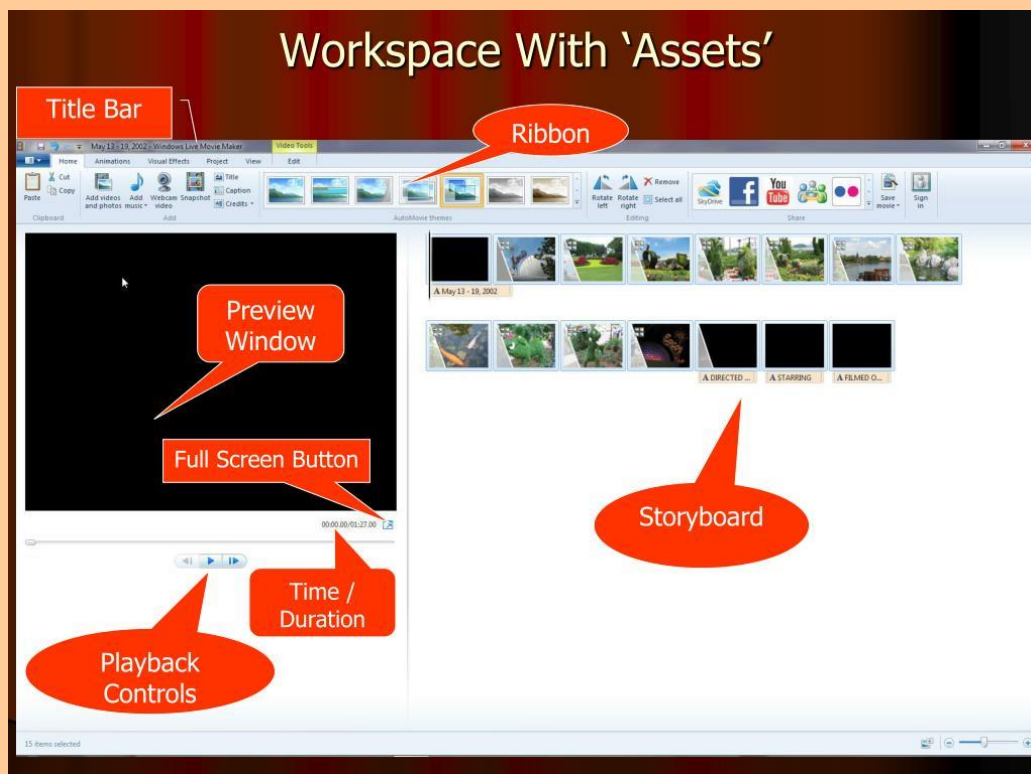 Workspace With ‘Assets’
Title Bar
Ribbon
May 13 - 19, 2002 - Windows Live Movie Maker
Video Tools
Home Animations Visual Effects Project View Edit
Paste
Cut
Copy
Clipboard
Add videos and photos
Add music
Webcam video
Snapshot
Title
Caption
Credits
Add
AutoMovie themes
Rotate left
Rotate right
Remove
Select all
Editing
SkyDrive
f
You Tube
Share
Save movie
Sign in
Preview
Window
A May 13 - 19, 2002
A DIRECTED ...
A STARRING
A FILMED O...
Full Screen Button
Storyboard
00:00.00/01:27.00
Time /
Duration
Playback
Controls
15 items selected